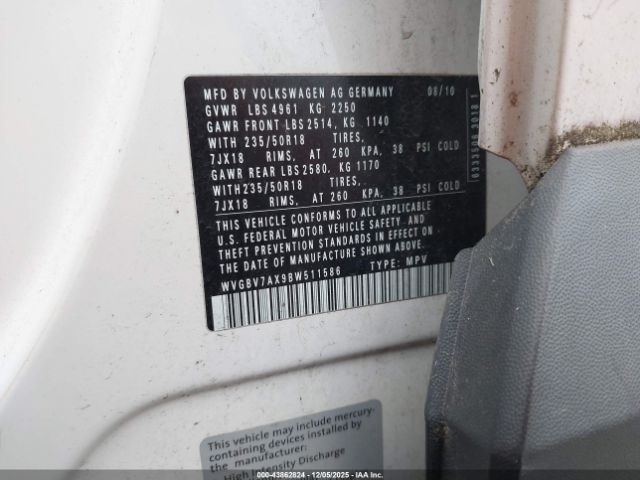 MFD BY VOLKSWAGEN AG GERMANY 08/10
GVWR LBS 4961 KG 2250
GAWR FRONT LBS 2514, KG 1140
WITH 235/50R18 TIRES,
7JX18 RIMS, AT 260 KPA, 38 PSI COLD
GAWR REAR LBS 2580, KG 1170
WITH 235/50R18 TIRES,
7JX18 RIMS, AT 260 KPA, 38 PSI COLD
THIS VEHICLE CONFORMS TO ALL APPLICABLE
U.S. FEDERAL MOTOR VEHICLE SAFETY AND
THEFT PREVENTION STANDARDS IN EFFECT ON
DATE OF MANUFACTURE SHOWN ABOVE.
WVGBV7AX9BW511586 TYPE: MPV
This vehicle may include mercury-
containing devices installed by
the manufacturer:
High Intensity Discharge
IAA: 43862824 - 12/05/2025 - Copyright IAA, LLC